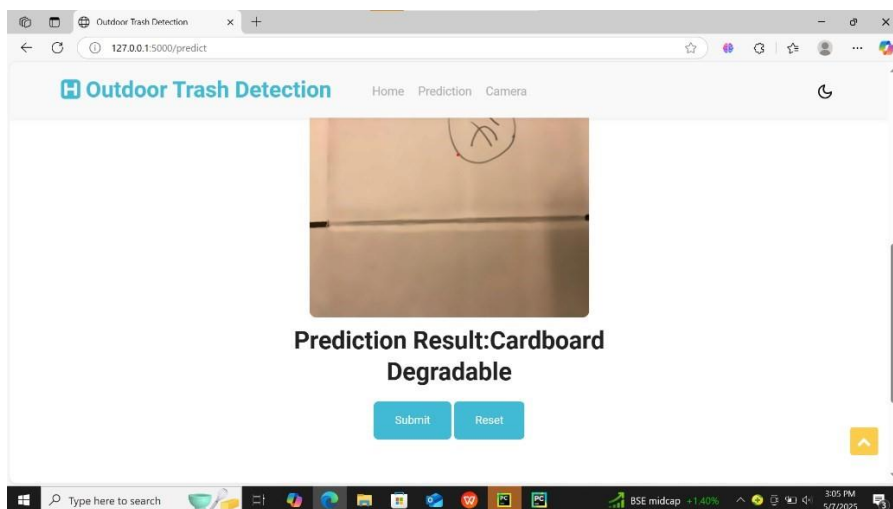 Outdoor Trash Detection
127.0.0.1:5000/predict
H Outdoor Trash Detection Home Prediction Camera
Prediction Result:Cardboard
Degradable
Submit Reset
Type here to search BSE midcap +1.40% 3:05 PM
5/7/2025